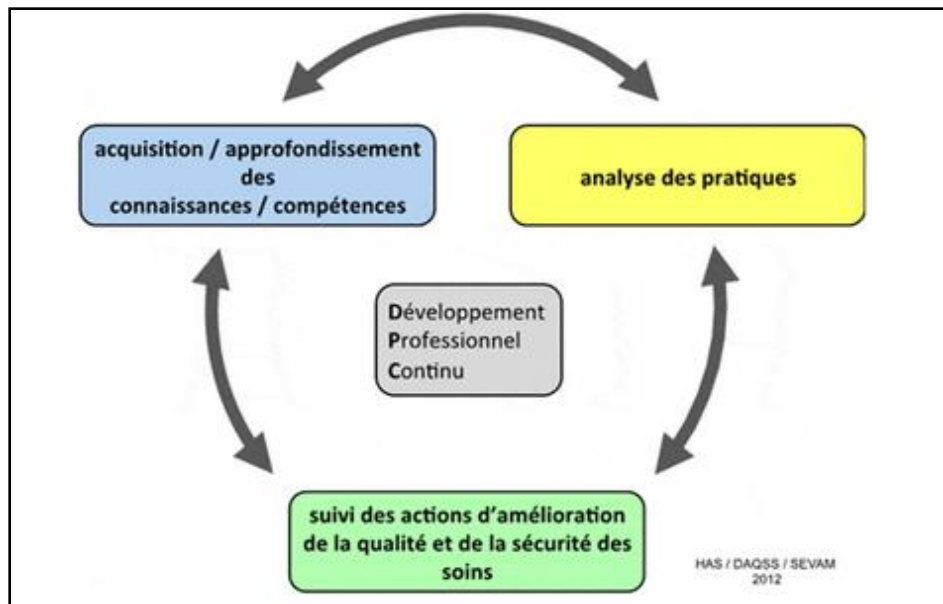 acquisition / approfondissement
des
connaissances / compétences
analyse des pratiques
Développement
Professionnel
Continu
suivi des actions d'amélioration
de la qualité et de la sécurité des
soins
HAS / DAQSS / SEVAM
2012